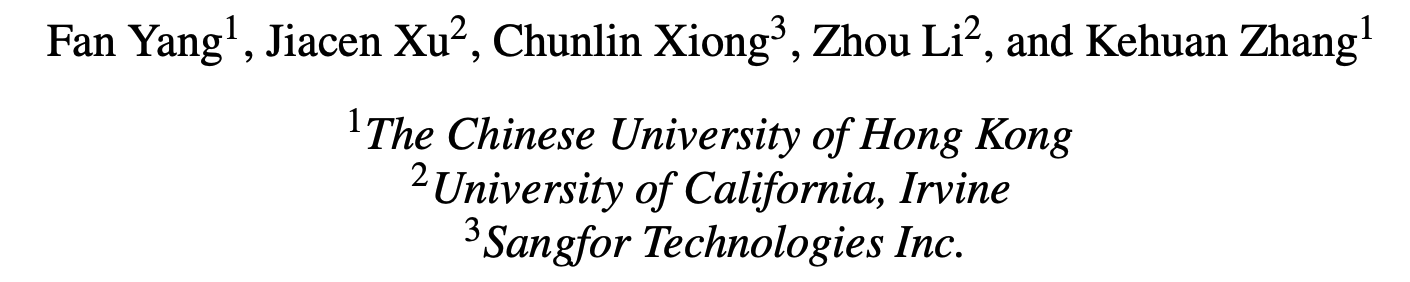 Fan Yang¹, Jiacen Xu², Chunlin Xiong³, Zhou Li², and Kehuan Zhang¹
¹The Chinese University of Hong Kong
²University of California, Irvine
³Sangfor Technologies Inc.